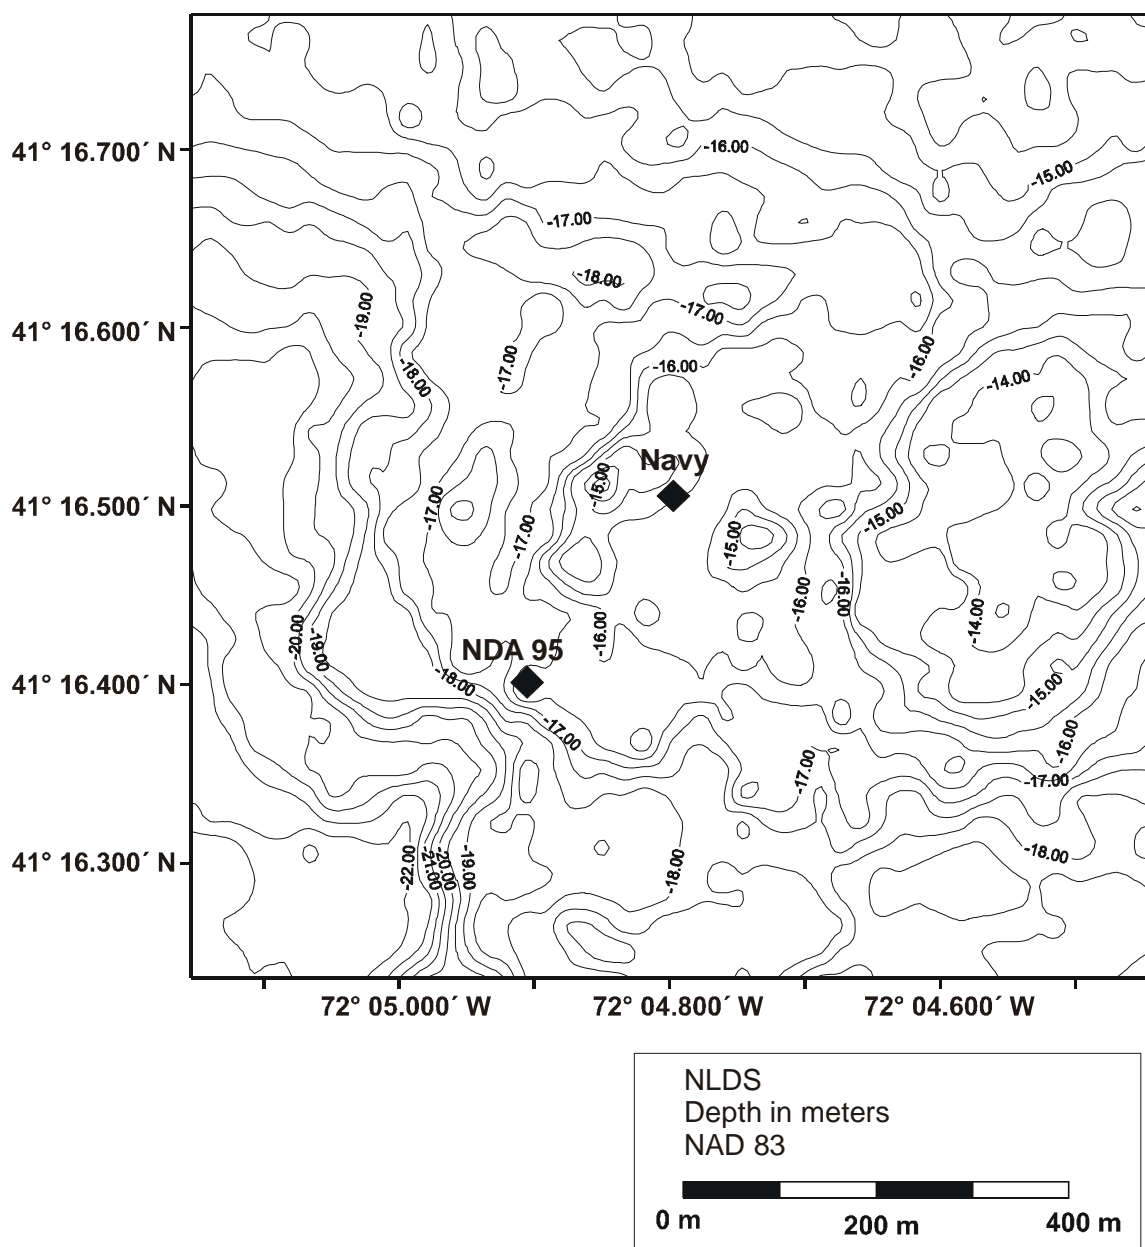 -16.00
41° 16.700´ N
-15.00
-17.00
-18.00
-19.00
-17.00
41° 16.600´ N
-16.00
-17.00
-16.00
-18.00
-14.00
Navy
-15.00
-17.00
41° 16.500´ N
-15.00
-17.00
-15.00
-16.00
-16.00
-14.00
-16.00
-20.00
-19.00
NDA 95
-18.00
41° 16.400´ N
-15.00
-17.00
-16.00
-17.00
-17.00
-18.00
41° 16.300´ N
-22.00
-21.00
-20.00
-19.00
-18.00
72° 05.000´ W
72° 04.800´ W
72° 04.600´ W
NLDS
Depth in meters
NAD 83
0 m
200 m
400 m